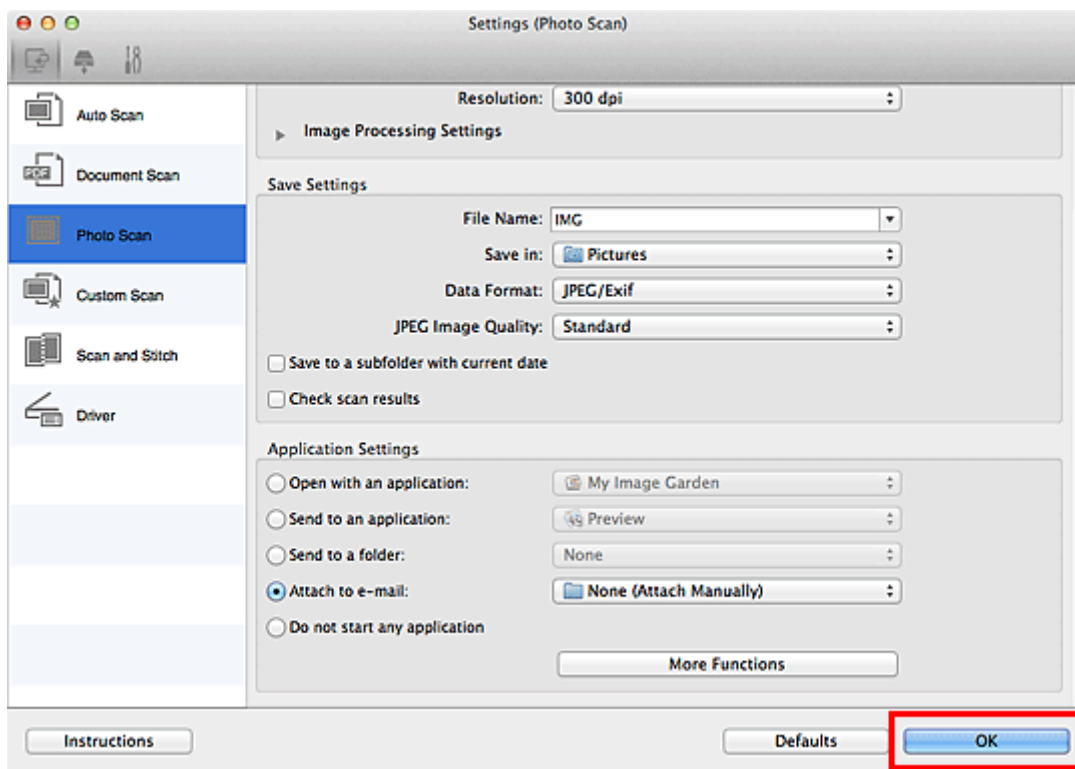 Settings (Photo Scan)
Auto Scan
Document Scan
Photo Scan
Custom Scan
Scan and Stitch
Driver
Resolution: 300 dpi
Image Processing Settings
Save Settings
File Name: IMG
Save in: Pictures
Data Format: JPEG/Exif
JPEG Image Quality: Standard
Save to a subfolder with current date
Check scan results
Application Settings
Open with an application: My Image Garden
Send to an application: Preview
Send to a folder: None
Attach to e-mail: None (Attach Manually)
Do not start any application
More Functions
Instructions Defaults OK